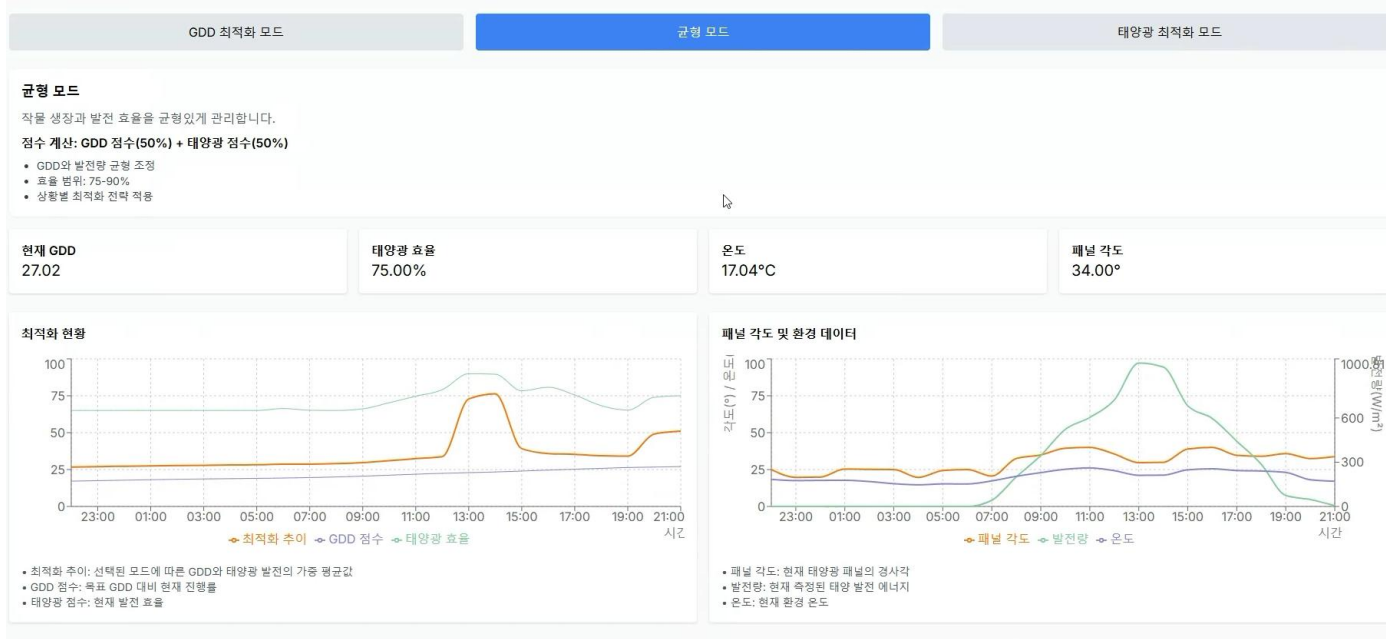 GDD 최적화 모드 균형 모드 태양광 최적화 모드
균형 모드
작물 생장과 발전 효율을 균형있게 관리합니다.
점수 계산: GDD 점수(50%) + 태양광 점수(50%)
• GDD와 발전량 균형 조정
• 효율 범위: 75-90%
• 상황별 최적화 전략 적용
현재 GDD
27.02
태양광 효율
75.00%
온도
17.04°C
패널 각도
34.00°
최적화 현황
100
75
50
25
0
23:00 01:00 03:00 05:00 07:00 09:00 11:00 13:00 15:00 17:00 19:00 21:00
시간
최적화 추이 GDD 점수 태양광 효율
• 최적화 추이: 선택된 모드에 따른 GDD와 태양광 발전의 가중 평균값
• GDD 점수: 목표 GDD 대비 현재 진행률
• 태양광 점수: 현재 발전 효율
패널 각도 및 환경 데이터
각도(°) / 온도
100
75
50
25
0
600
300
0
발전량(W/m²)
23:00 01:00 03:00 05:00 07:00 09:00 11:00 13:00 15:00 17:00 19:00 21:00
시간
패널 각도 발전량 온도
• 패널 각도: 현재 태양광 패널의 경사각
• 발전량: 현재 측정된 태양 발전 에너지
• 온도: 현재 환경 온도